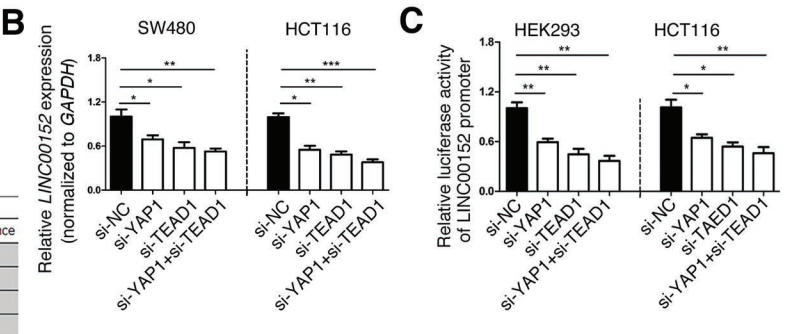 B
SW480
HCT116
Relative LINC00152 expression
(normalized to GAPDH)
1.8
1.2
0.6
0.0
**
*
*
***
**
*
si-NC
si-YAP1
si-TEAD1
si-YAP1+si-TEAD1
si-NC
si-YAP1
si-TEAD1
si-YAP1+si-TEAD1
C
HEK293
HCT116
Relative luciferase activity
of LINC00152 promoter
1.8
1.2
0.6
0.0
**
**
**
**
*
*
si-NC
si-YAP1
si-TEAD1
si-YAP1+si-TEAD1
si-NC
si-YAP1
si-TAED1
si-YAP1+si-TEAD1